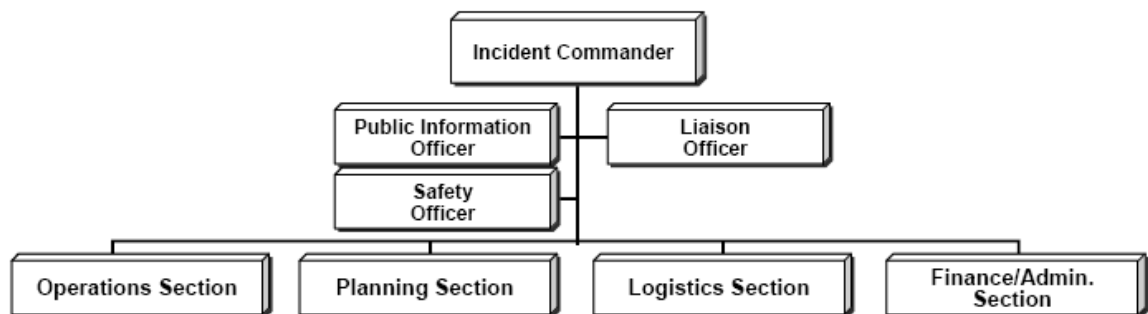 Incident Commander
Public Information
Officer
Liaison
Officer
Safety
Officer
Operations Section
Planning Section
Logistics Section
Finance/Admin.
Section